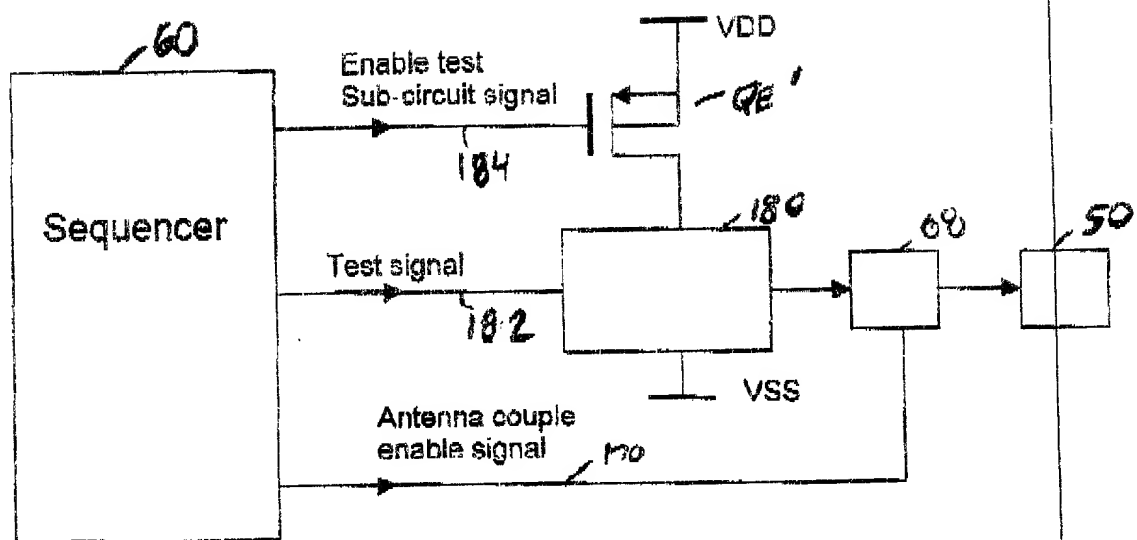 60
VDD
Enable test
Sub-circuit signal
QE'
184
180
68
50
Sequencer
Test signal
182
VSS
Antenna couple
enable signal
170